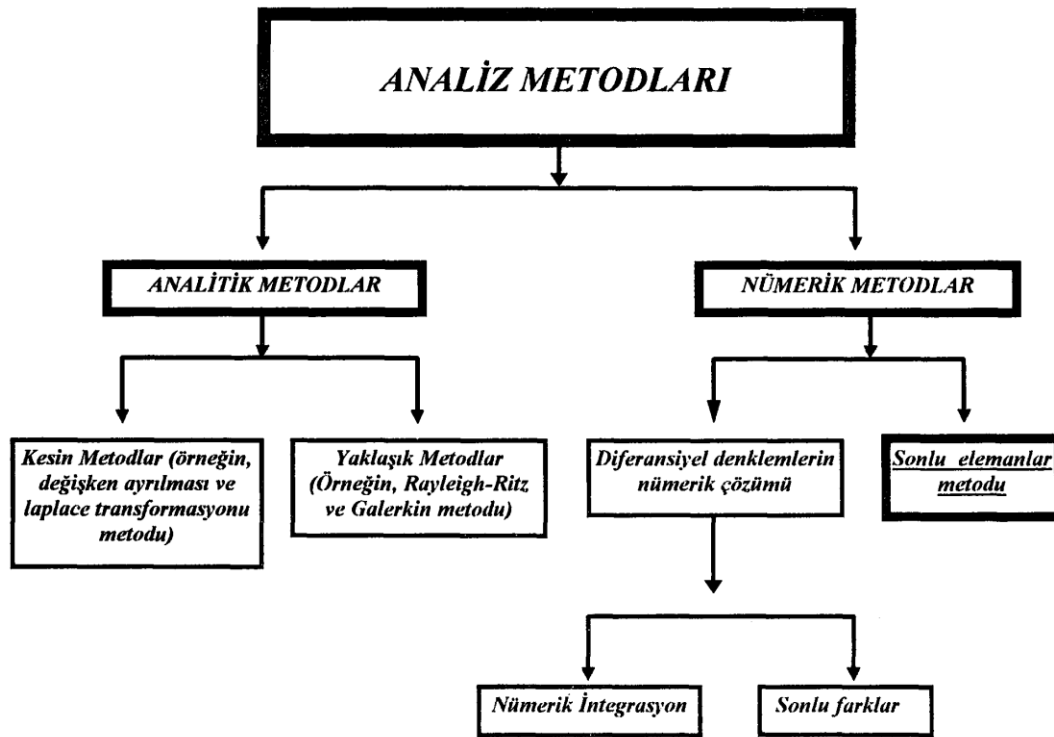 ANALİZ METODLARI
ANALİTİK METODLAR
NÜMERİK METODLAR
Kesin Metodlar (örneğin,
değişken ayrılması ve
laplace transformasyonu
metodu)
Yaklaşık Metodlar
(Örneğin, Rayleigh-Ritz
ve Galerkin metodu)
Diferansiyel denklemlerin
nümerik çözümü
Sonlu elemanlar
metodu
Nümerik İntegrasyon
Sonlu farklar